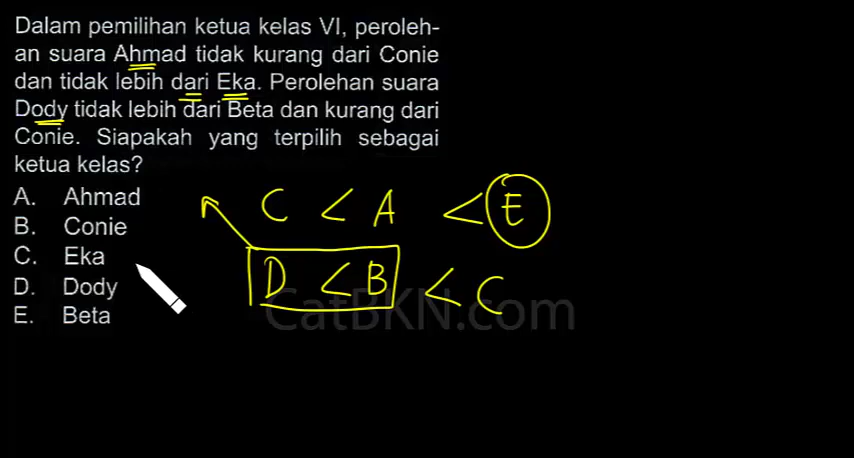 Dalam pemilihan ketua kelas VI, peroleh-
an suara Ahmad tidak kurang dari Conie
dan tidak lebih dari Eka. Perolehan suara
Dody tidak lebih dari Beta dan kurang dari
Conie. Siapakah yang terpilih sebagai
ketua kelas?
A. Ahmad
B. Conie
C. Eka
D. Dody
E. Beta
C < A < E
D < B < C
CatBKN.com